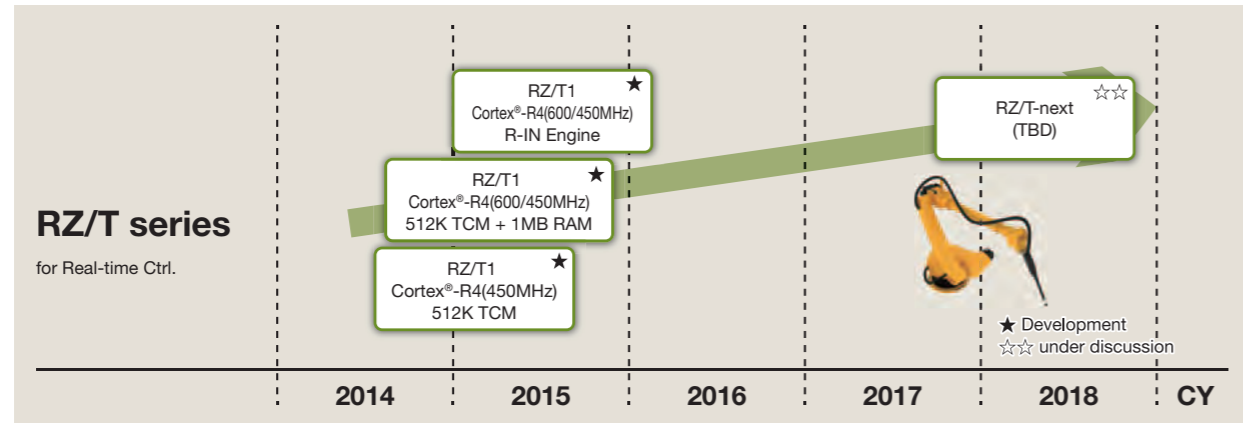 RZ/T series
for Real-time Ctrl.
RZ/T1 ★
Cortex®-R4(600/450MHz)
R-IN Engine
RZ/T1 ★
Cortex®-R4(600/450MHz)
512K TCM + 1MB RAM
RZ/T1 ★
Cortex®-R4(450MHz)
512K TCM
RZ/T-next ☆☆
(TBD)
★ Development
☆☆ under discussion
2014 2015 2016 2017 2018 CY